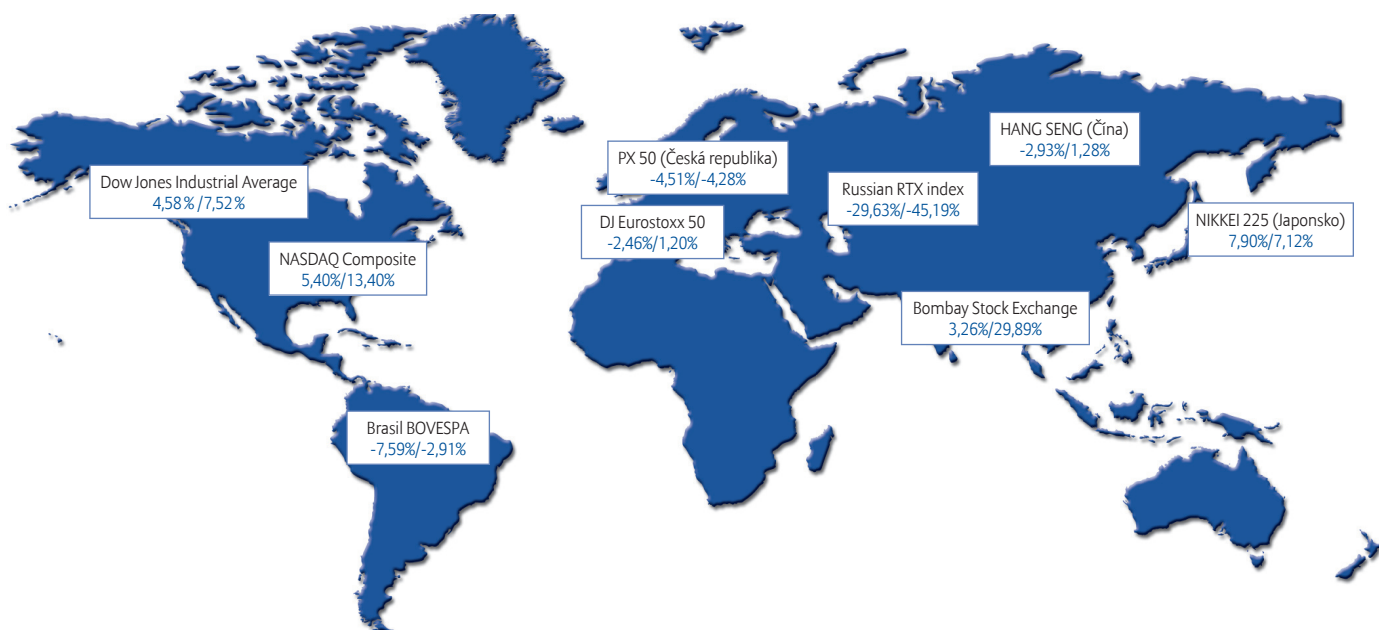 HANG SENG (Čína)
-2,93%/1,28%
PX 50 (Česká republika)
-4,51%/-4,28%
Dow Jones Industrial Average
4,58 % /7,52 %
Russian RTX index
-29,63%/-45,19%
DJ Eurostoxx 50
-2,46%/1,20%
NIKKEI 225 (Japonsko)
7,90%/7,12%
NASDAQ Composite
5,40%/13,40%
Bombay Stock Exchange
3,26%/29,89%
Brasil BOVESPA
-7,59%/-2,91%